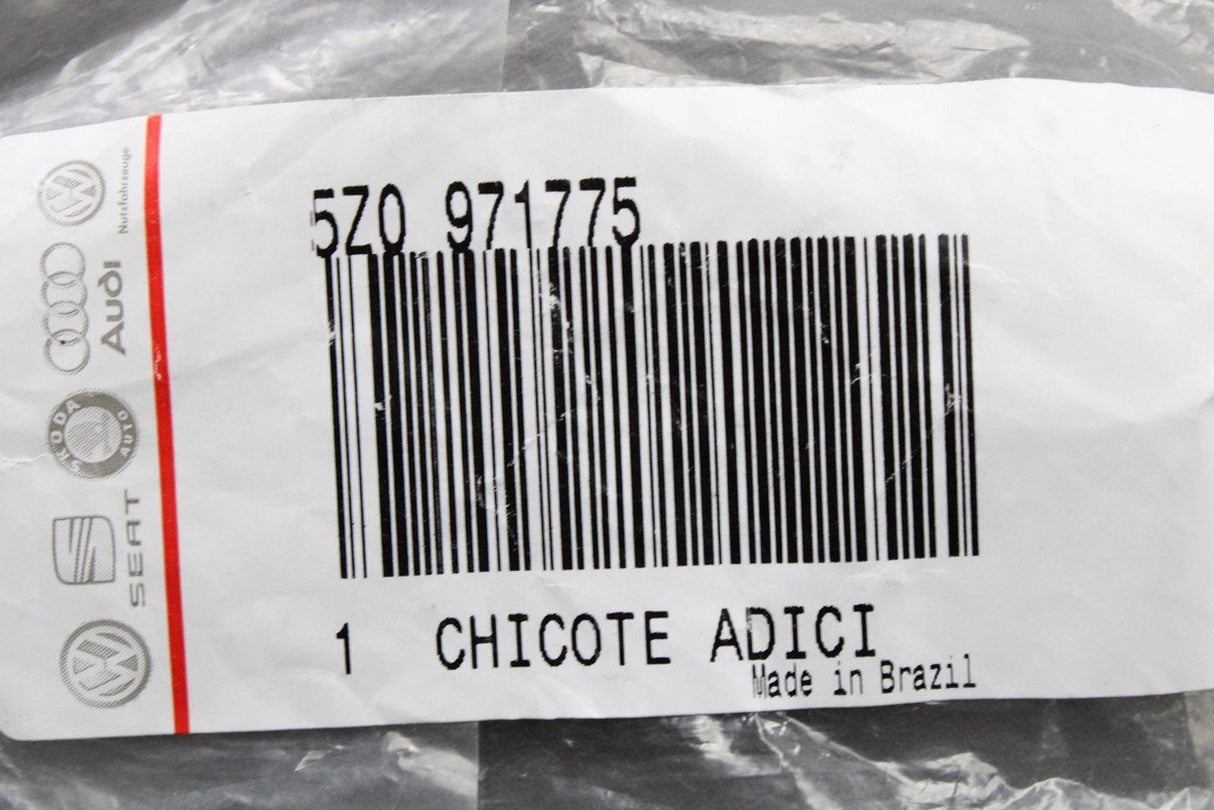 5Z0 971775
1 CHICOTE ADICI
Made in Brazil
Nutzfahrzeuge
Audi
SKODA AUTO
SEAT